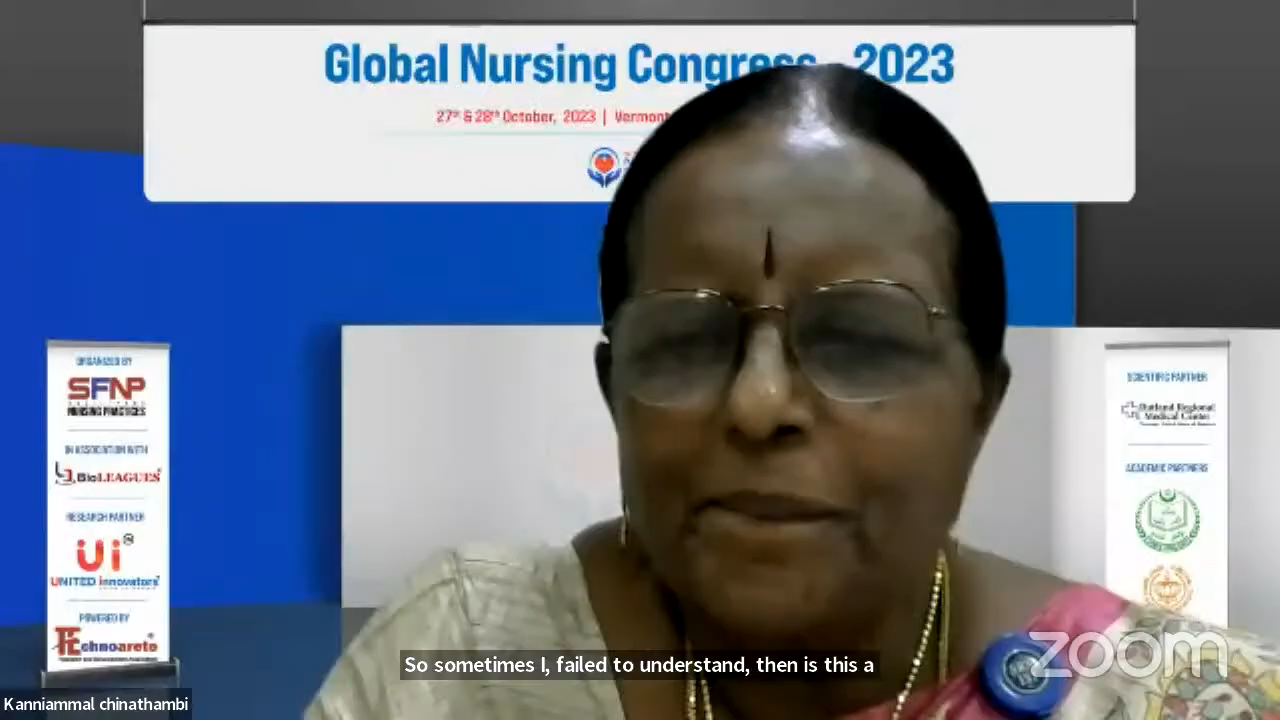 Global Nursing Congress - 2023
27th & 28th October, 2023 | Vermont
ORGANIZED BY
SFNP
NURSING PRACTICES
IN ASSOCIATION WITH
BioLEAGUES
RESEARCH PARTNER
Ui
UNITED innovators
POWERED BY
Technoarete
SCIENTIFIC PARTNER
Rutland Regional
Medical Center
ACADEMIC PARTNERS
zoom
So sometimes I, failed to understand, then is this a
Kanniammal chinathambi